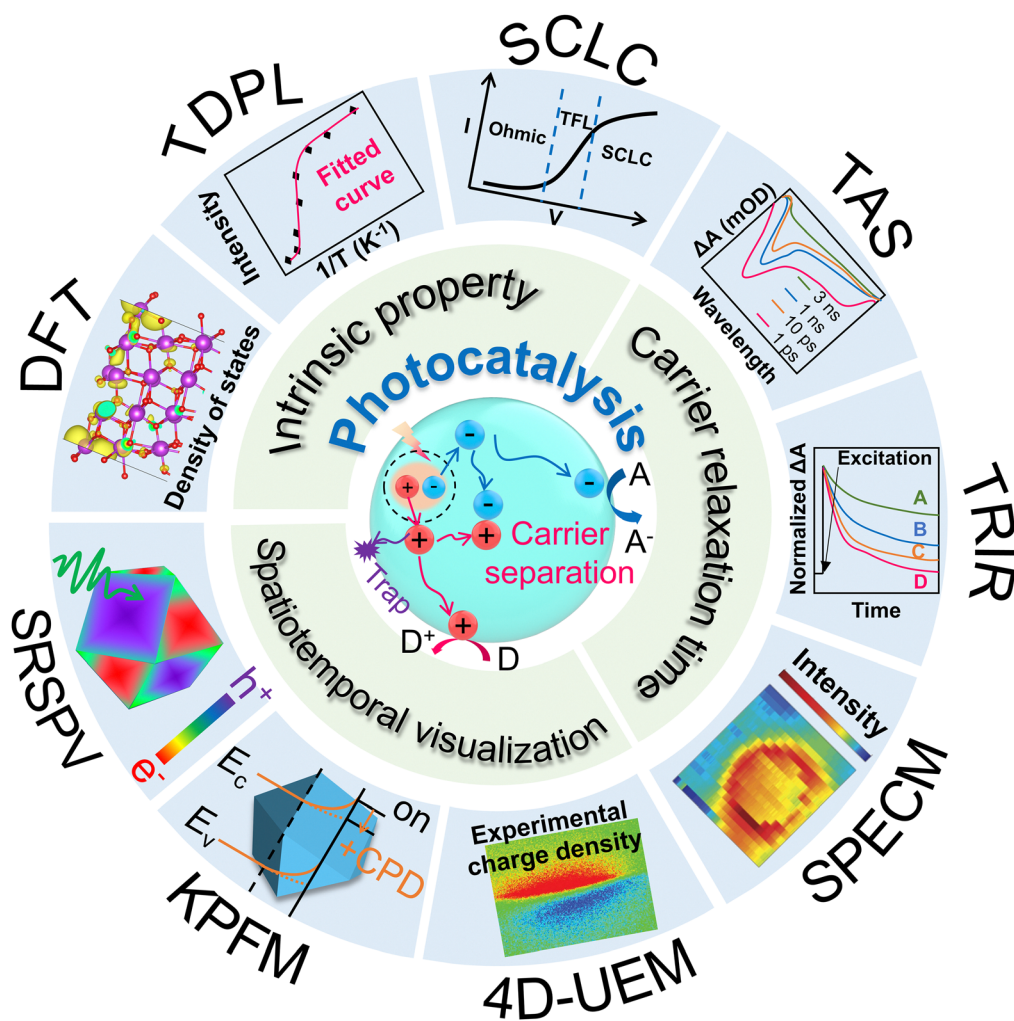 SCLC
I
Ohmic
TFL
SCLC
V
TAS
ΔA (mOD)
Wavelength
3 ns
1 ns
10 ps
1 ps
TRIR
Normalized ΔA
Excitation
A
B
C
D
Time
SPECM
Intensity
4D-UEM
Experimental
charge density
KPFM
E_c
E_v
on
+CPD
SRSPV
h⁺
e⁻
DFT
Density of states
TDPL
Intensity
Fitted
curve
1/T (K⁻¹)
Intrinsic property
Carrier relaxation time
Spatiotemporal visualization
Photocatalysis
-
-
-
+
-
+
+
+
A
A⁻
Carrier
separation
Trap
D⁺
D